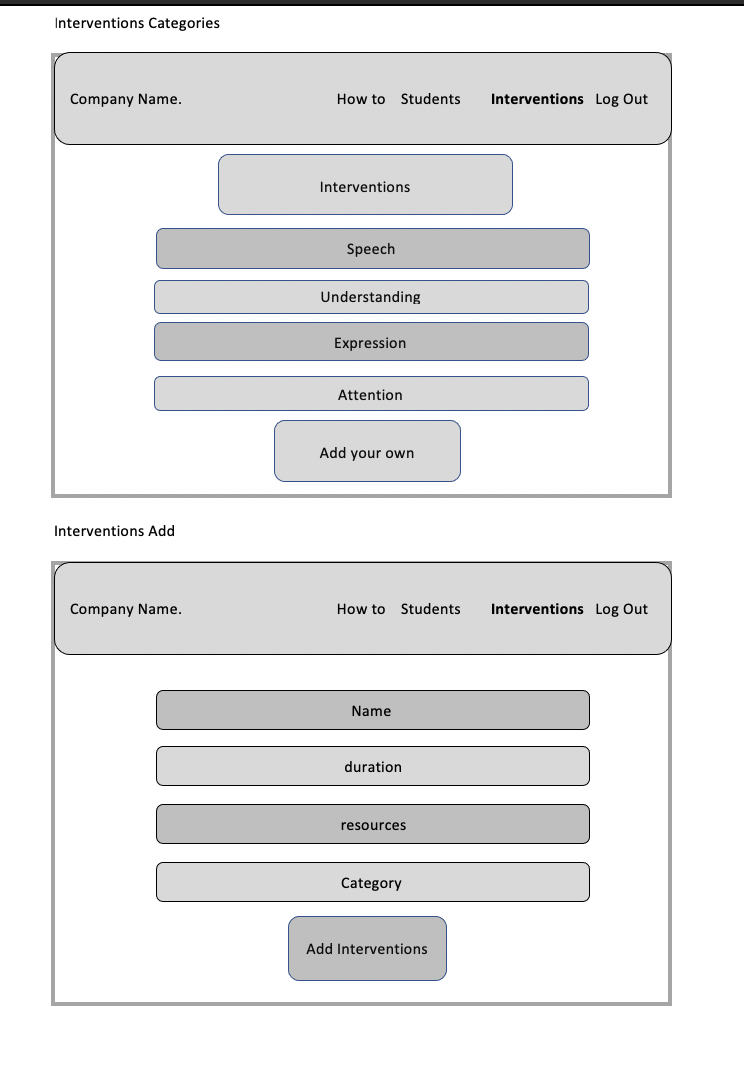 Interventions Categories
Company Name. How to Students Interventions Log Out
Interventions
Speech
Understanding
Expression
Attention
Add your own
Interventions Add
Company Name. How to Students Interventions Log Out
Name
duration
resources
Category
Add Interventions